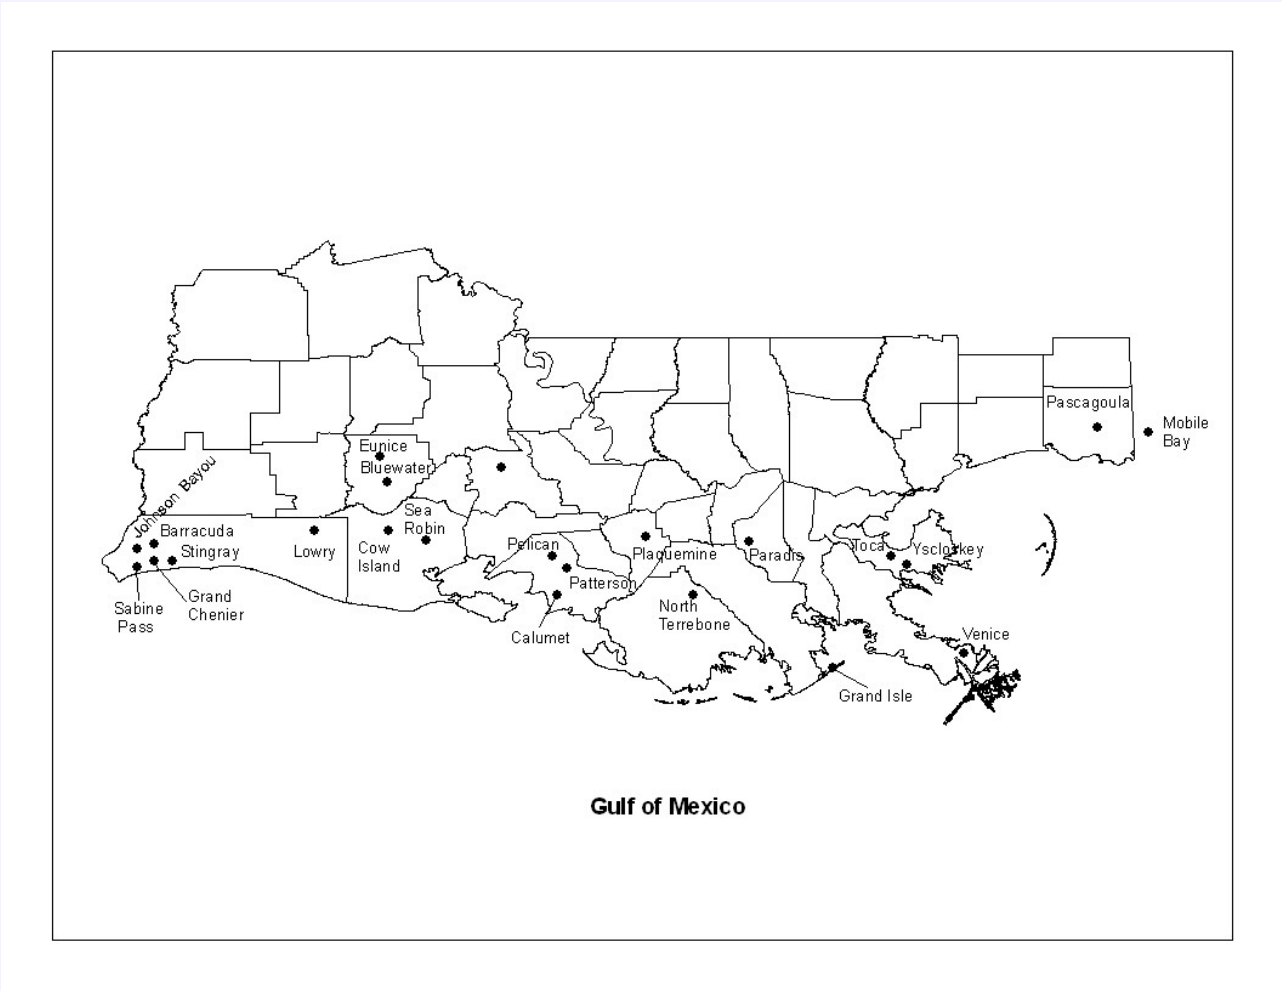 Pascagoula
Mobile
Bay
Eunice
Bluewater
Johnson Bayou
Sea
Robin
Barracuda
Stingray
Lowry
Cow
Island
Pelican
Plaquemine
Paradis
Toca
Yscloskey
Patterson
Sabine
Pass
Grand
Chenier
North
Terrebone
Calumet
Venice
Grand Isle
Gulf of Mexico